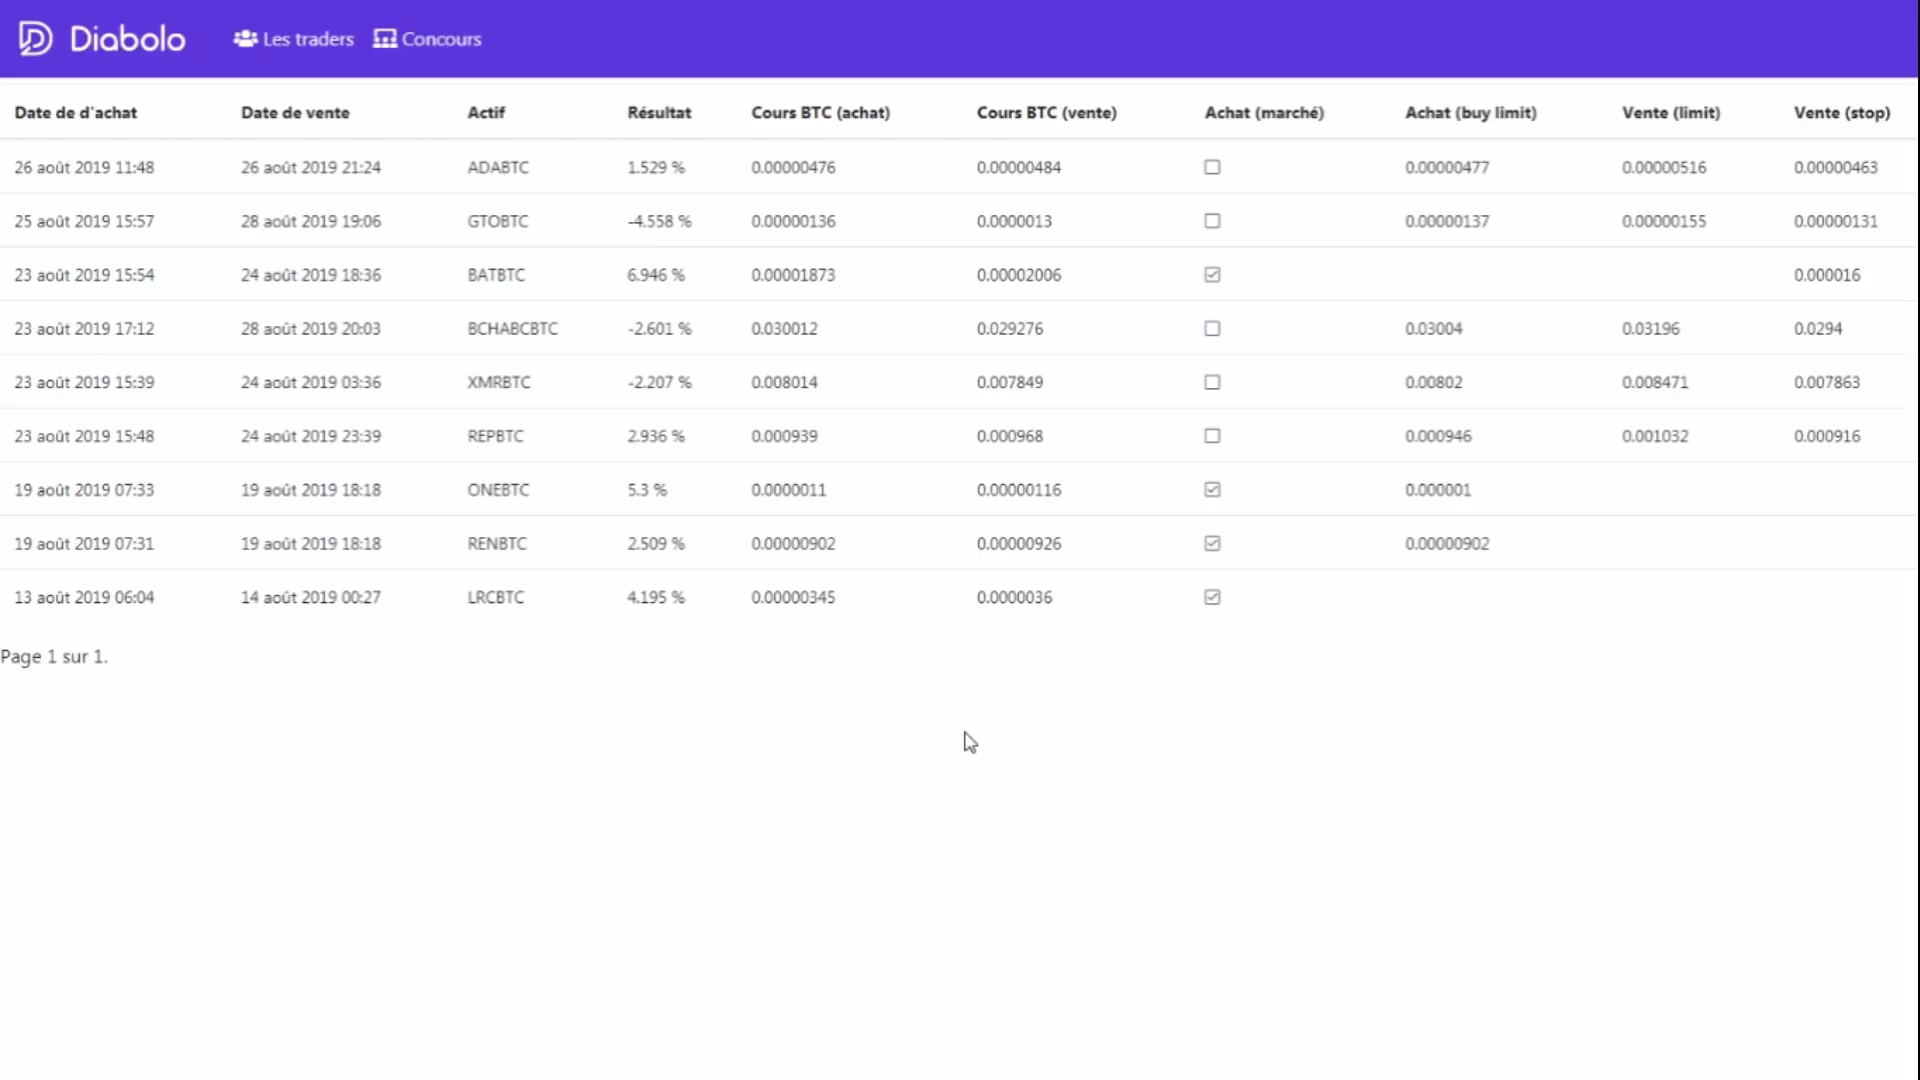 Diabolo Les traders Concours
Date de d'achat Date de vente Actif Résultat Cours BTC (achat) Cours BTC (vente) Achat (marché) Achat (buy limit) Vente (limit) Vente (stop)
26 août 2019 11:48 26 août 2019 21:24 ADABTC 1.529 % 0.00000476 0.00000484 0.00000477 0.00000516 0.00000463
25 août 2019 15:57 28 août 2019 19:06 GTOBTC -4.558 % 0.00000136 0.0000013 0.00000137 0.00000155 0.00000131
23 août 2019 15:54 24 août 2019 18:36 BATBTC 6.946 % 0.00001873 0.00002006 0.000016
23 août 2019 17:12 28 août 2019 20:03 BCHABCBTC -2.601 % 0.030012 0.029276 0.03004 0.03196 0.0294
23 août 2019 15:39 24 août 2019 03:36 XMRBTC -2.207 % 0.008014 0.007849 0.00802 0.008471 0.007863
23 août 2019 15:48 24 août 2019 23:39 REPBTC 2.936 % 0.000939 0.000968 0.000946 0.001032 0.000916
19 août 2019 07:33 19 août 2019 18:18 ONEBTC 5.3 % 0.0000011 0.00000116 0.000001
19 août 2019 07:31 19 août 2019 18:18 RENBTC 2.509 % 0.00000902 0.00000926 0.00000902
13 août 2019 06:04 14 août 2019 00:27 LRCBTC 4.195 % 0.00000345 0.0000036
Page 1 sur 1.